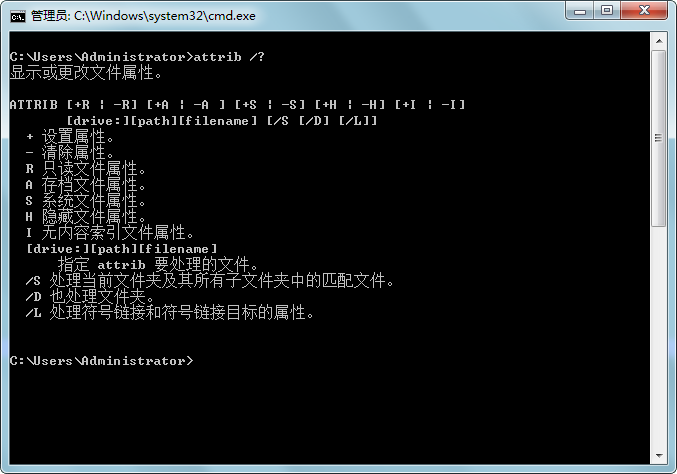 管理员: C:\Windows\system32\cmd.exe
C:\Users\Administrator>attrib /?
显示或更改文件属性。
ATTRIB [+R ¦ -R] [+A ¦ -A ] [+S ¦ -S] [+H ¦ -H] [+I ¦ -I]
[drive:][path][filename] [/S [/D] [/L]]
+ 设置属性。
- 清除属性。
R 只读文件属性。
A 存档文件属性。
S 系统文件属性。
H 隐藏文件属性。
I 无内容索引文件属性。
[drive:][path][filename]
指定 attrib 要处理的文件。
/S 处理当前文件夹及其所有子文件夹中的匹配文件。
/D 也处理文件夹。
/L 处理符号链接和符号链接目标的属性。
C:\Users\Administrator>